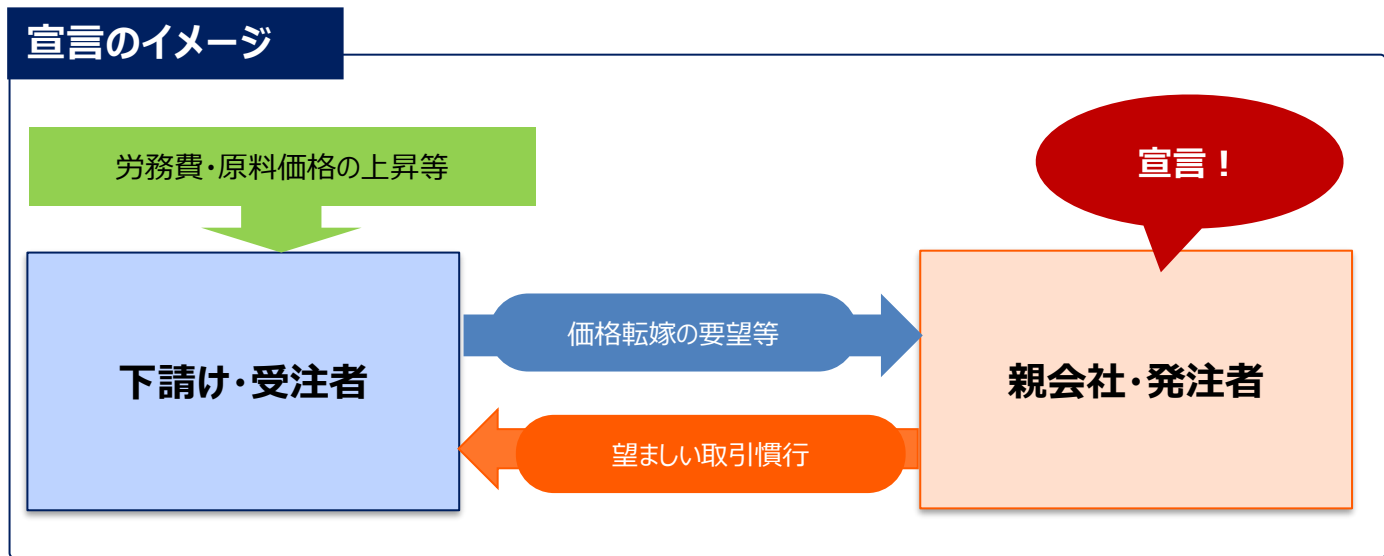 宣言のイメージ
労務費・原料価格の上昇等
宣言！
価格転嫁の要望等
下請け・受注者
親会社・発注者
望ましい取引慣行